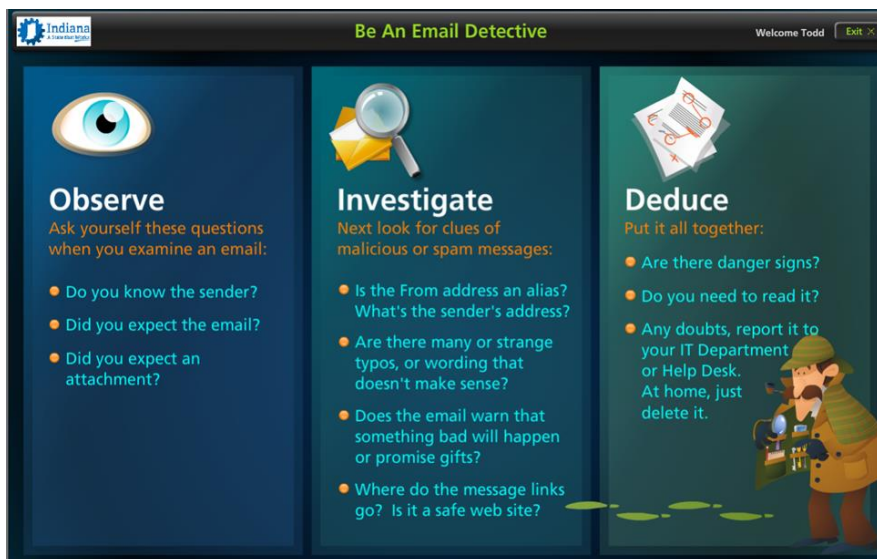 Indiana
A State that Works
Be An Email Detective
Welcome Todd
Exit ×
Observe
Ask yourself these questions
when you examine an email:
Do you know the sender?
Did you expect the email?
Did you expect an
attachment?
Investigate
Next look for clues of
malicious or spam messages:
Is the From address an alias?
What's the sender's address?
Are there many or strange
typos, or wording that
doesn't make sense?
Does the email warn that
something bad will happen
or promise gifts?
Where do the message links
go? Is it a safe web site?
Deduce
Put it all together:
Are there danger signs?
Do you need to read it?
Any doubts, report it to
your IT Department
or Help Desk.
At home, just
delete it.